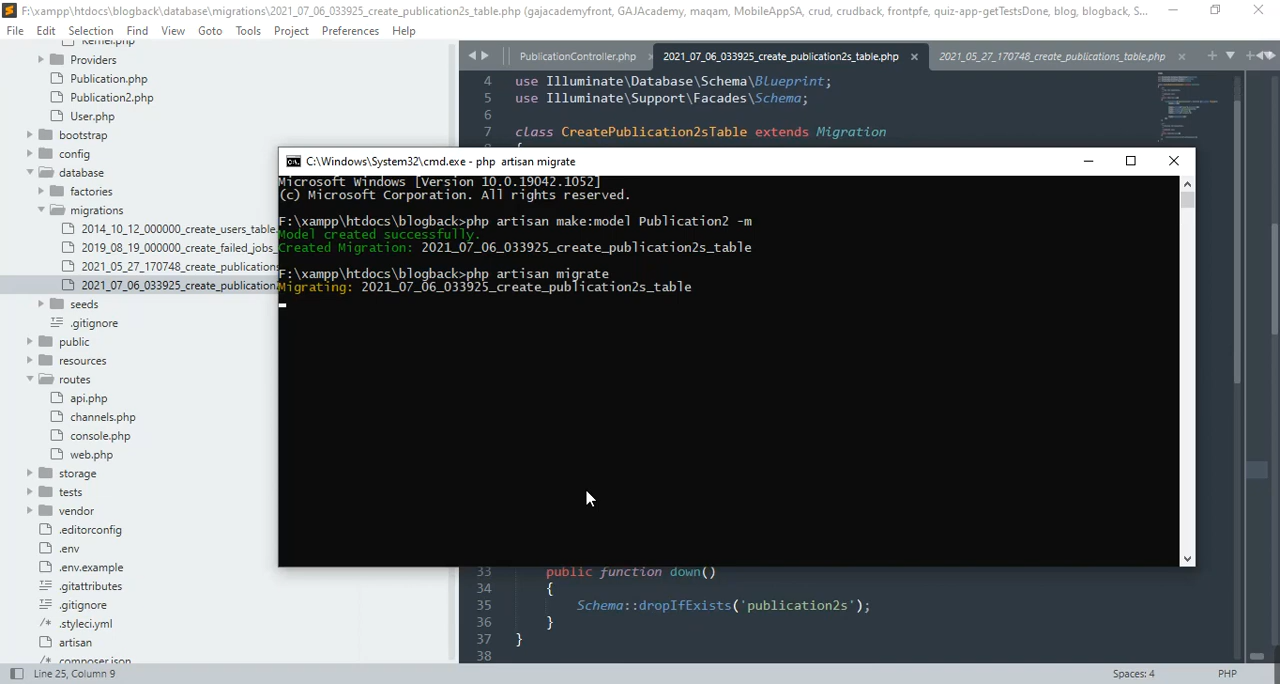 F:\xampp\htdocs\blogback\database\migrations\2021_07_06_033925_create_publication2s_table.php (gajacademyfront, GAJAcademy, maqam, MobileAppSA, crud, crudback, frontpfe, quiz-app-getTestsDone, blog, blogback, S...
File Edit Selection Find View Goto Tools Project Preferences Help
Kernel.php
Providers
Publication.php
Publication2.php
User.php
bootstrap
config
database
factories
migrations
2014_10_12_000000_create_users_table
2019_08_19_000000_create_failed_jobs_
2021_05_27_170748_create_publications
2021_07_06_033925_create_publication
seeds
.gitignore
public
resources
routes
api.php
channels.php
console.php
web.php
storage
tests
vendor
.editorconfig
.env
.env.example
.gitattributes
.gitignore
.styleci.yml
artisan
composer.json
PublicationController.php 2021_07_06_033925_create_publication2s_table.php 2021_05_27_170748_create_publications_table.php
4 use Illuminate\Database\Schema\Blueprint;
5 use Illuminate\Support\Facades\Schema;
6
7 class CreatePublication2sTable extends Migration
C:\Windows\System32\cmd.exe - php artisan migrate
Microsoft Windows [Version 10.0.19042.1052]
(c) Microsoft Corporation. All rights reserved.
F:\xampp\htdocs\blogback>php artisan make:model Publication2 -m
Model created successfully.
Created Migration: 2021_07_06_033925_create_publication2s_table
F:\xampp\htdocs\blogback>php artisan migrate
Migrating: 2021_07_06_033925_create_publication2s_table
33 public function down()
34 {
35 Schema::dropIfExists('publication2s');
36 }
37 }
38
Line 25, Column 9 Spaces: 4 PHP